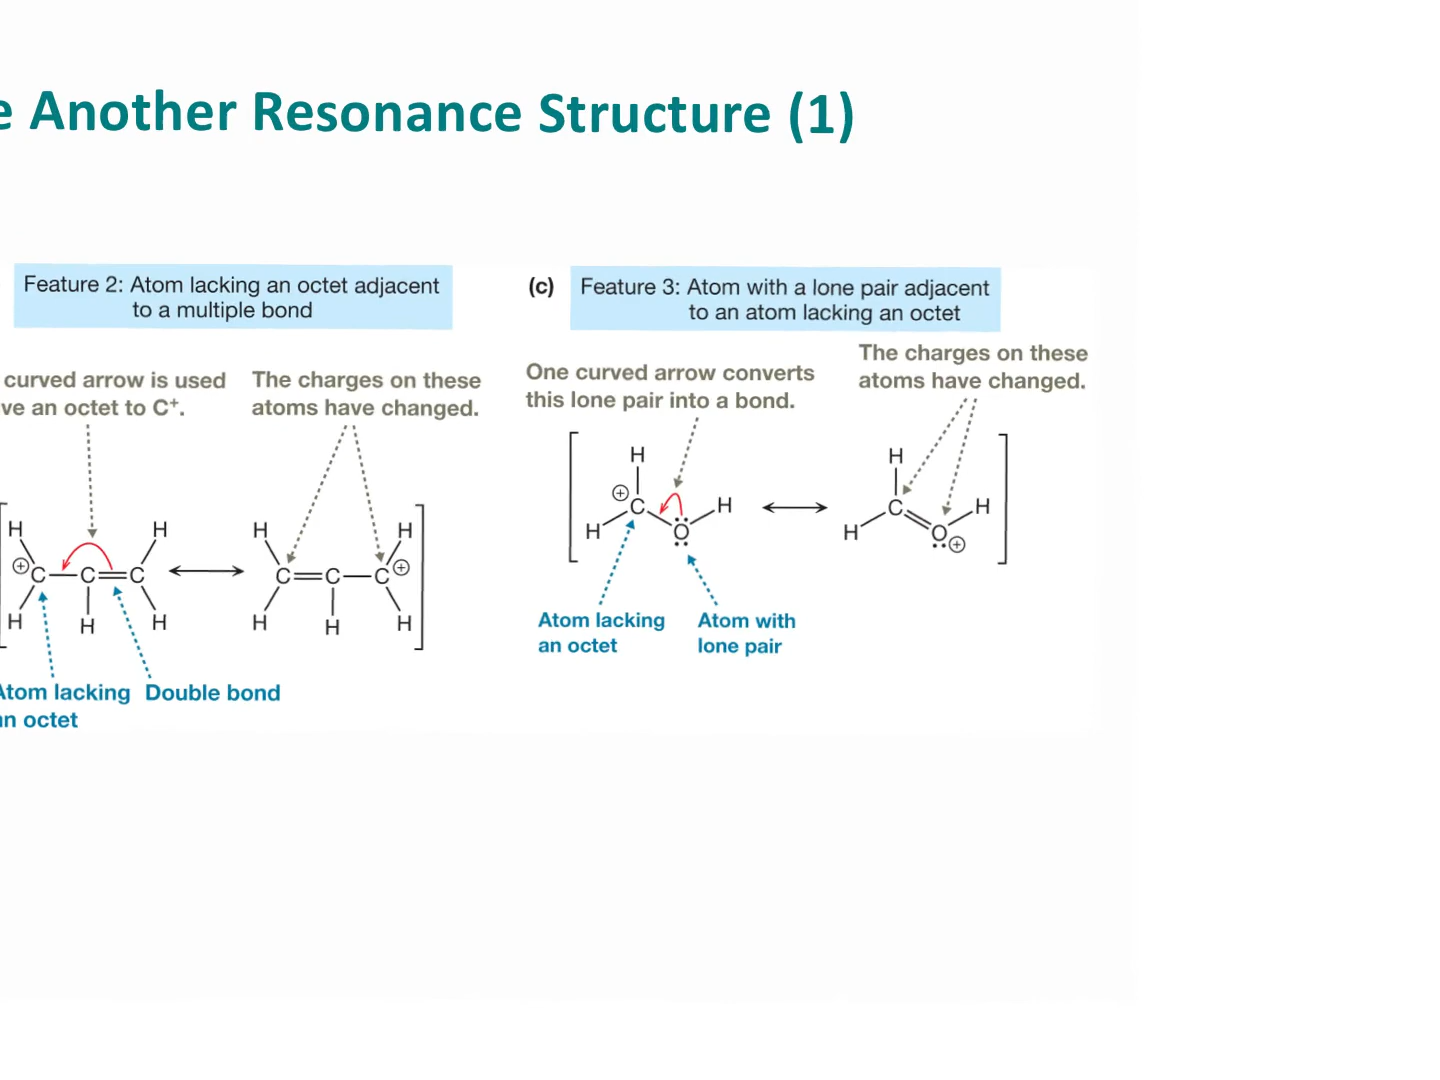 e Another Resonance Structure (1)
Feature 2: Atom lacking an octet adjacent
to a multiple bond
curved arrow is used
ve an octet to C⁺.
The charges on these
atoms have changed.
H
H
H
H
⊕
C
C
C
C
C
C
⊕
H
H
H
H
H
H
Atom lacking
an octet
Double bond
(c)
Feature 3: Atom with a lone pair adjacent
to an atom lacking an octet
One curved arrow converts
this lone pair into a bond.
The charges on these
atoms have changed.
H
⊕
C
H
H
O
H
C
H
H
O
⊕
Atom lacking
an octet
Atom with
lone pair